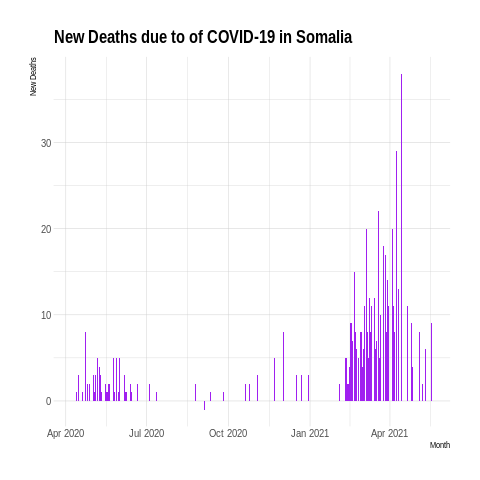 New Deaths due to of COVID-19 in Somalia
New Deaths
30
20
10
0
Apr 2020 Jul 2020 Oct 2020 Jan 2021 Apr 2021
Month